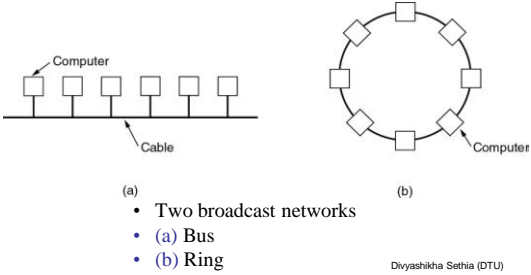 Computer
Cable
(a)
Computer
(b)
• Two broadcast networks
• (a) Bus
• (b) Ring
Divyashikha Sethia (DTU)